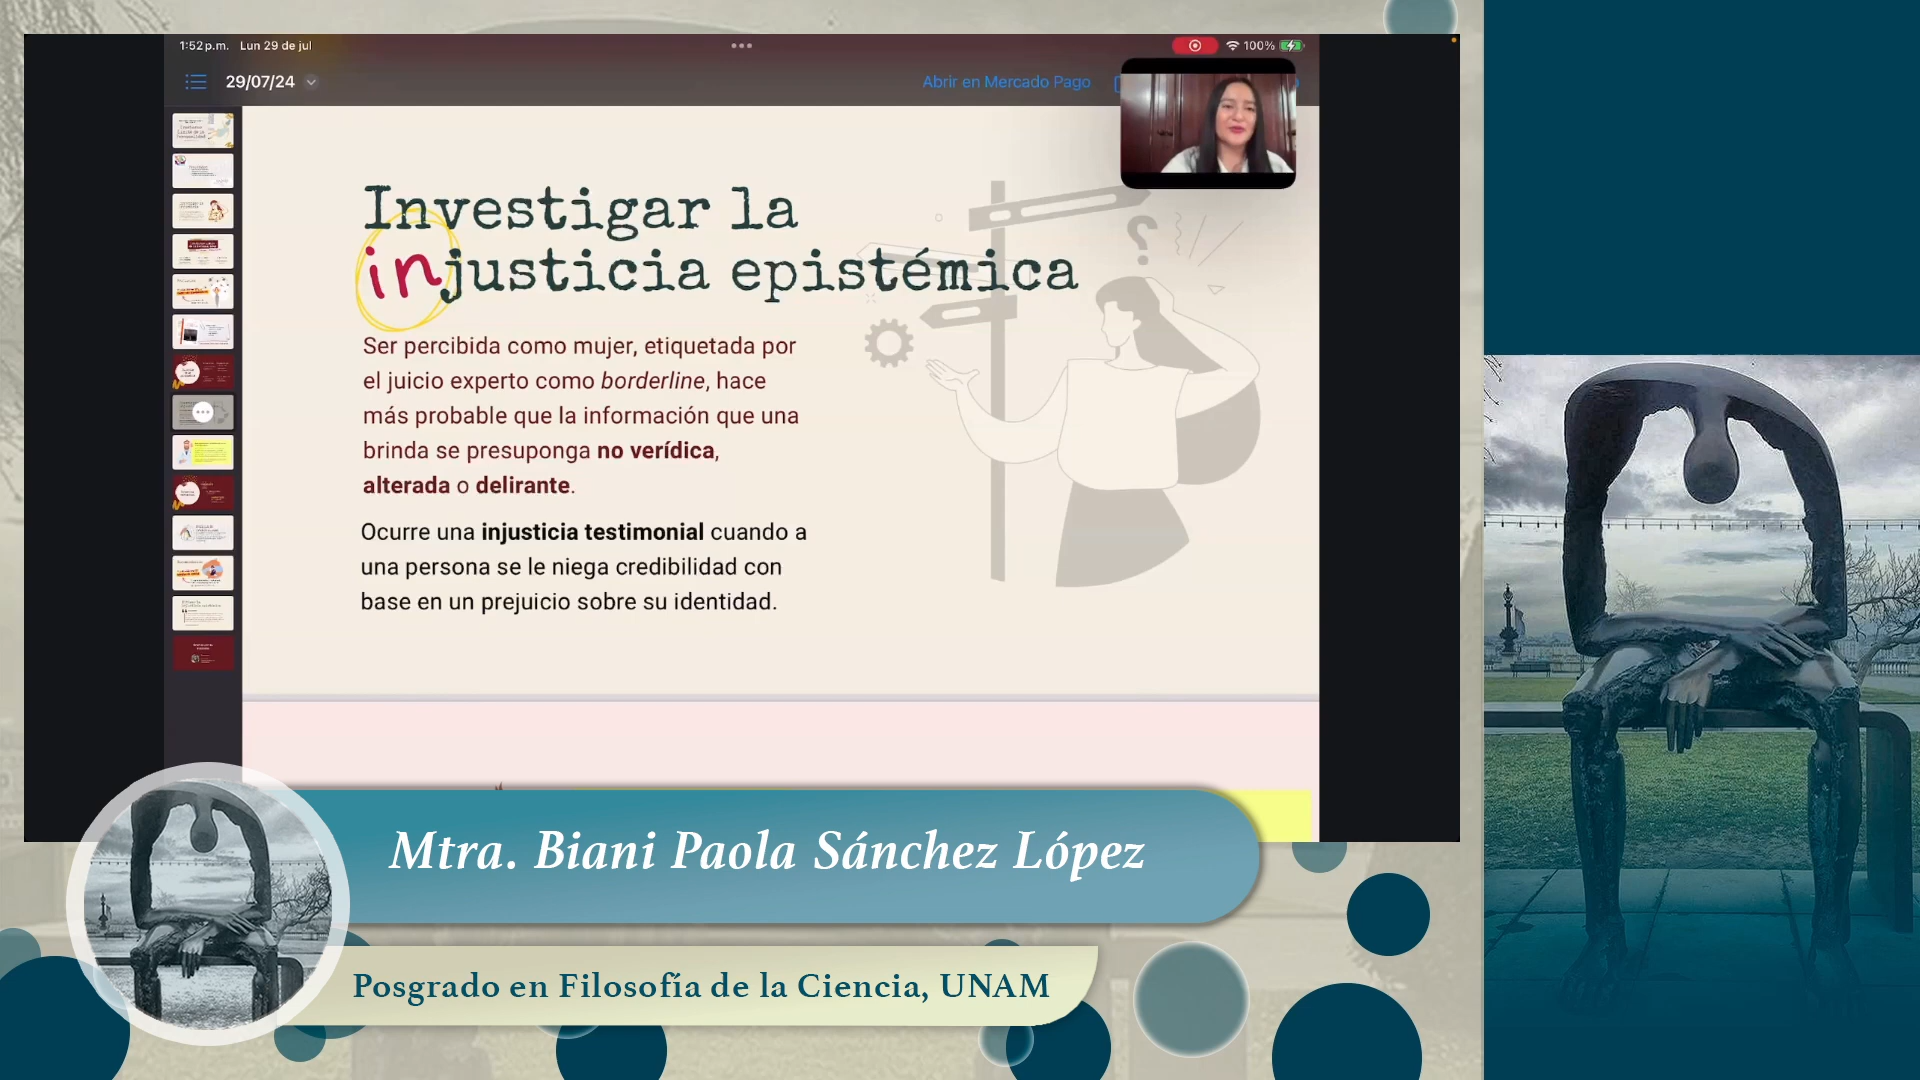 1:52 p.m. Lun 29 de jul
100%
29/07/24
Abrir en Mercado Pago
Investigar la
injusticia epistémica
Ser percibida como mujer, etiquetada por
el juicio experto como borderline, hace
más probable que la información que una
brinda se presuponga no verídica,
alterada o delirante.
Ocurre una injusticia testimonial cuando a
una persona se le niega credibilidad con
base en un prejuicio sobre su identidad.
Mtra. Biani Paola Sánchez López
Posgrado en Filosofía de la Ciencia, UNAM